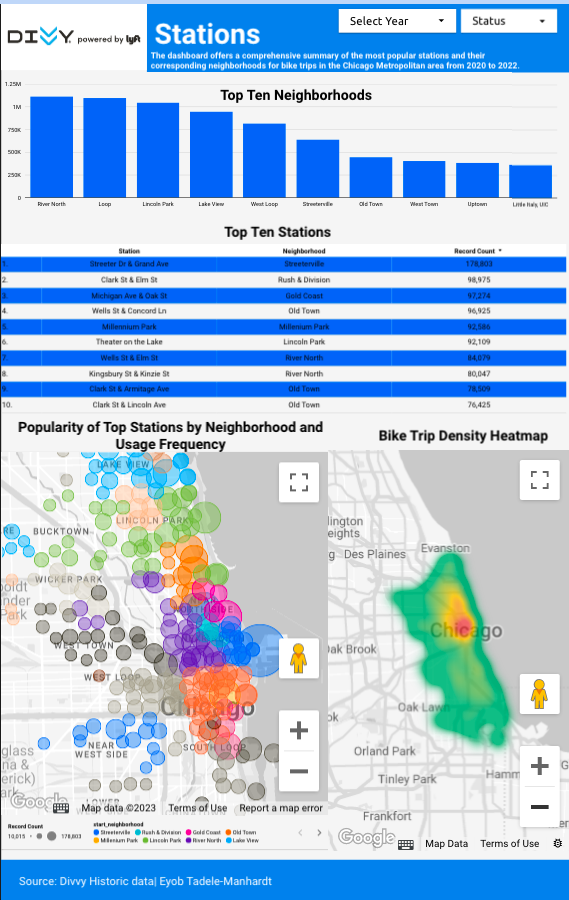 DIVVY powered by lyft
Stations
Select Year
Status
The dashboard offers a comprehensive summary of the most popular stations and their
corresponding neighborhoods for bike trips in the Chicago Metropolitan area from 2020 to 2022.
Top Ten Neighborhoods
1.25M
1M
750K
500K
250K
0
River North Loop Lincoln Park Lake View West Loop Streeterville Old Town West Town Uptown Little Italy, UIC
Top Ten Stations
Station Neighborhood Record Count
1. Streeter Dr & Grand Ave Streeterville 178,803
2. Clark St & Elm St Rush & Division 98,975
3. Michigan Ave & Oak St Gold Coast 97,274
4. Wells St & Concord Ln Old Town 96,925
5. Millennium Park Millenium Park 92,586
6. Theater on the Lake Lincoln Park 92,109
7. Wells St & Elm St River North 84,079
8. Kingsbury St & Kinzie St River North 80,047
9. Clark St & Armitage Ave Old Town 78,509
10. Clark St & Lincoln Ave Old Town 76,425
Popularity of Top Stations by Neighborhood and
Usage Frequency
LAKE VIEW
LINCOLN PARK
BUCKTOWN
WICKER PARK
NORTH SIDE
WEST TOWN
WEST LOOP
Chicago
NEAR
WEST SIDE
SOUTH LOOP
LOWER
Google
Map data ©2023 Terms of Use Report a map error
Record Count
10,015 178,803
start_neighborhood
Streeterville Rush & Division Gold Coast Old Town
Millenium Park Lincoln Park River North Lake View
Bike Trip Density Heatmap
lington
eights
g Des Plaines
Evanston
Chicago
Oak Brook
Oak Lawn
ok
Orland Park
Tinley Park
Hamm
Frankfort
Google
Map Data Terms of Use
Source: Divvy Historic data| Eyob Tadele-Manhardt